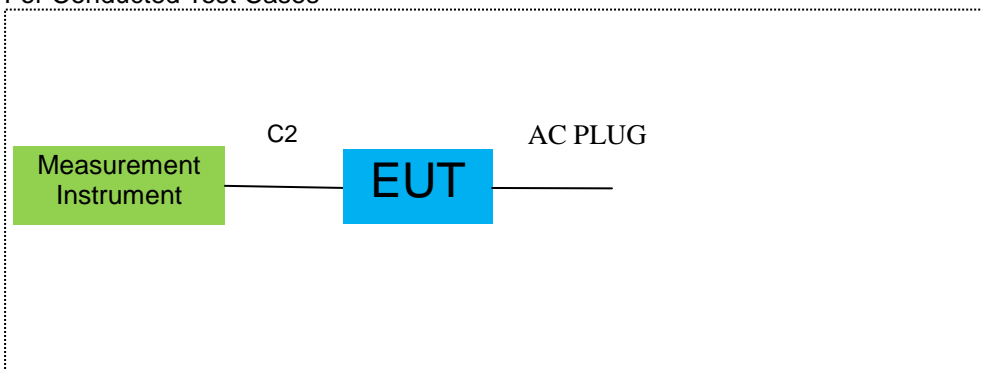 For Conducted Test Cases
C2
AC PLUG
Measurement
Instrument
EUT